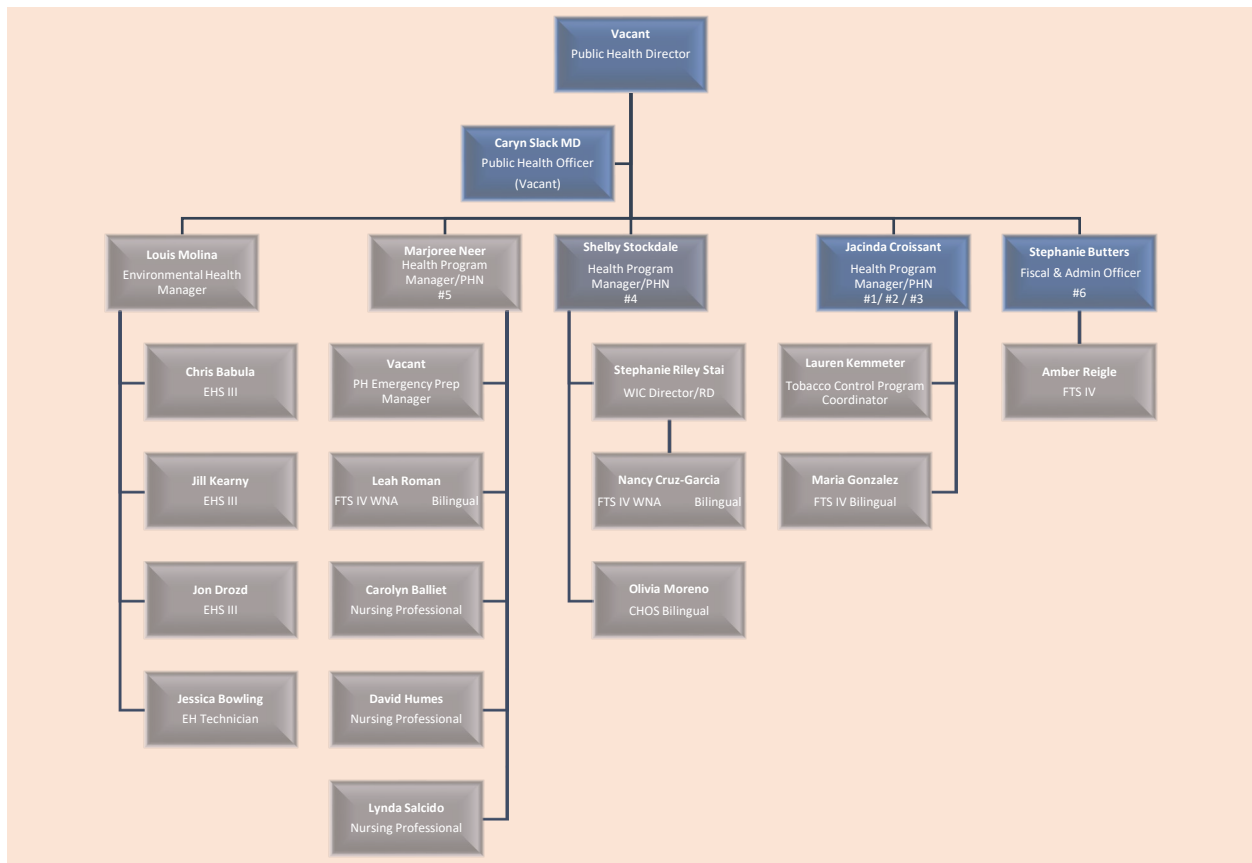 Vacant
Public Health Director
Caryn Slack MD
Public Health Officer
(Vacant)
Louis Molina
Environmental Health
Manager
Marjoree Neer
Health Program
Manager/PHN
#5
Shelby Stockdale
Health Program
Manager/PHN
#4
Jacinda Croissant
Health Program
Manager/PHN
#1/ #2 / #3
Stephanie Butters
Fiscal & Admin Officer
#6
Chris Babula
EHS III
Jill Kearny
EHS III
Jon Drozd
EHS III
Jessica Bowling
EH Technician
Vacant
PH Emergency Prep
Manager
Leah Roman
FTS IV WNA Bilingual
Carolyn Balliet
Nursing Professional
David Humes
Nursing Professional
Lynda Salcido
Nursing Professional
Stephanie Riley Stai
WIC Director/RD
Nancy Cruz-Garcia
FTS IV WNA Bilingual
Olivia Moreno
CHOS Bilingual
Lauren Kemmeter
Tobacco Control Program
Coordinator
Maria Gonzalez
FTS IV Bilingual
Amber Reigle
FTS IV